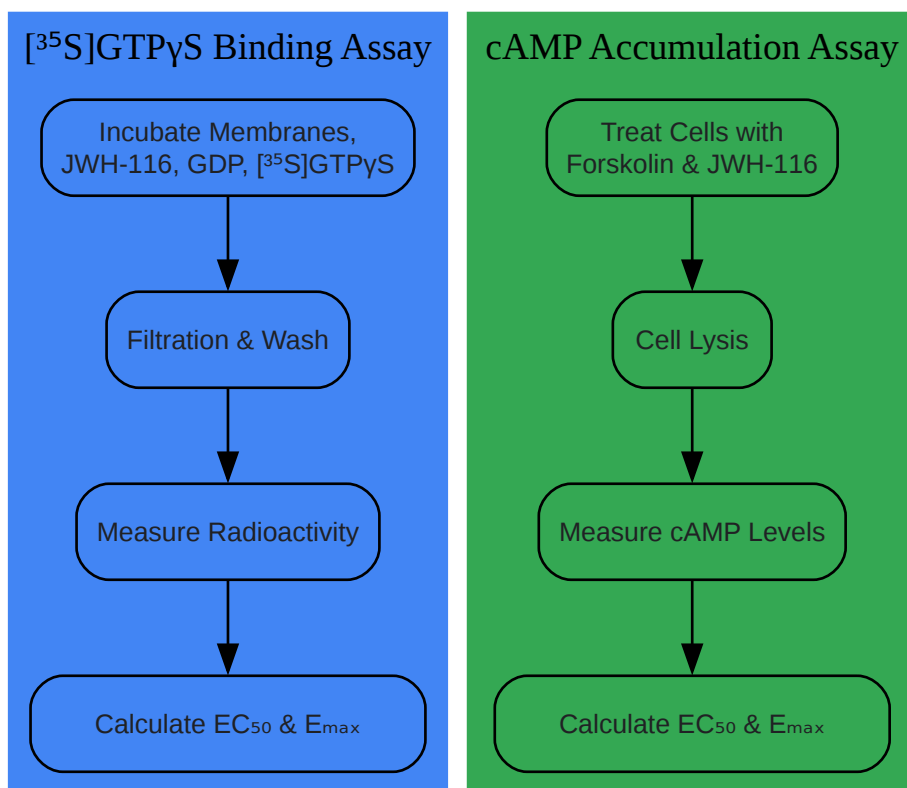 [³⁵S]GTPγS Binding Assay
Incubate Membranes,
JWH-116, GDP, [³⁵S]GTPγS
Filtration & Wash
Measure Radioactivity
Calculate EC₅₀ & Eₘₐₓ
cAMP Accumulation Assay
Treat Cells with
Forskolin & JWH-116
Cell Lysis
Measure cAMP Levels
Calculate EC₅₀ & Eₘₐₓ